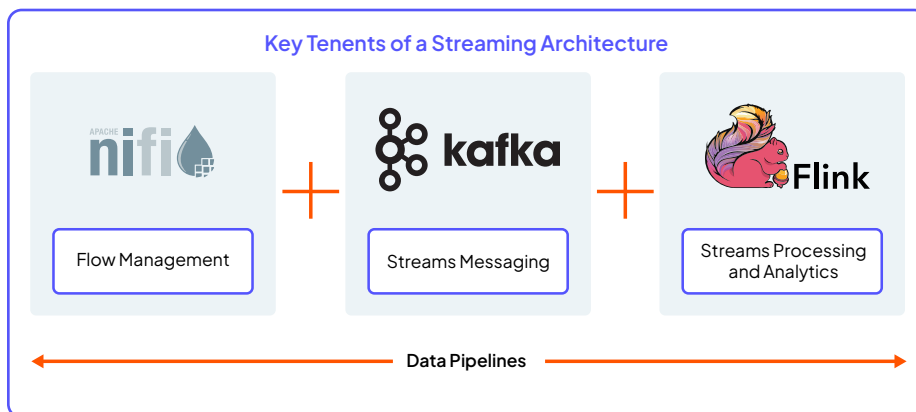 Key Tenents of a Streaming Architecture
APACHE
nifi
kafka
Flink
Flow Management
Streams Messaging
Streams Processing
and Analytics
Data Pipelines